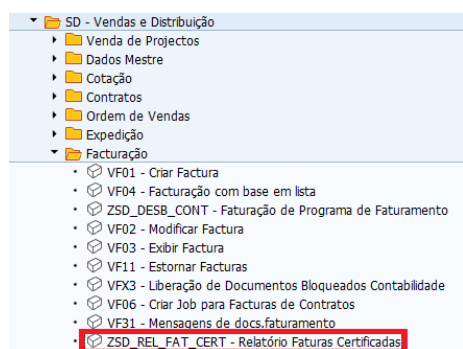 SD - Vendas e Distribuição
Venda de Projectos
Dados Mestre
Cotação
Contratos
Ordem de Vendas
Expedição
Facturação
VF01 - Criar Factura
VF04 - Facturação com base em lista
ZSD_DESB_CONT - Faturação de Programa de Faturamento
VF02 - Modificar Factura
VF03 - Exibir Factura
VF11 - Estornar Facturas
VFX3 - Liberação de Documentos Bloqueados Contabilidade
VF06 - Criar Job para Facturas de Contratos
VF31 - Mensagens de docs.faturamento
ZSD_REL_FAT_CERT - Relatório Faturas Certificadas